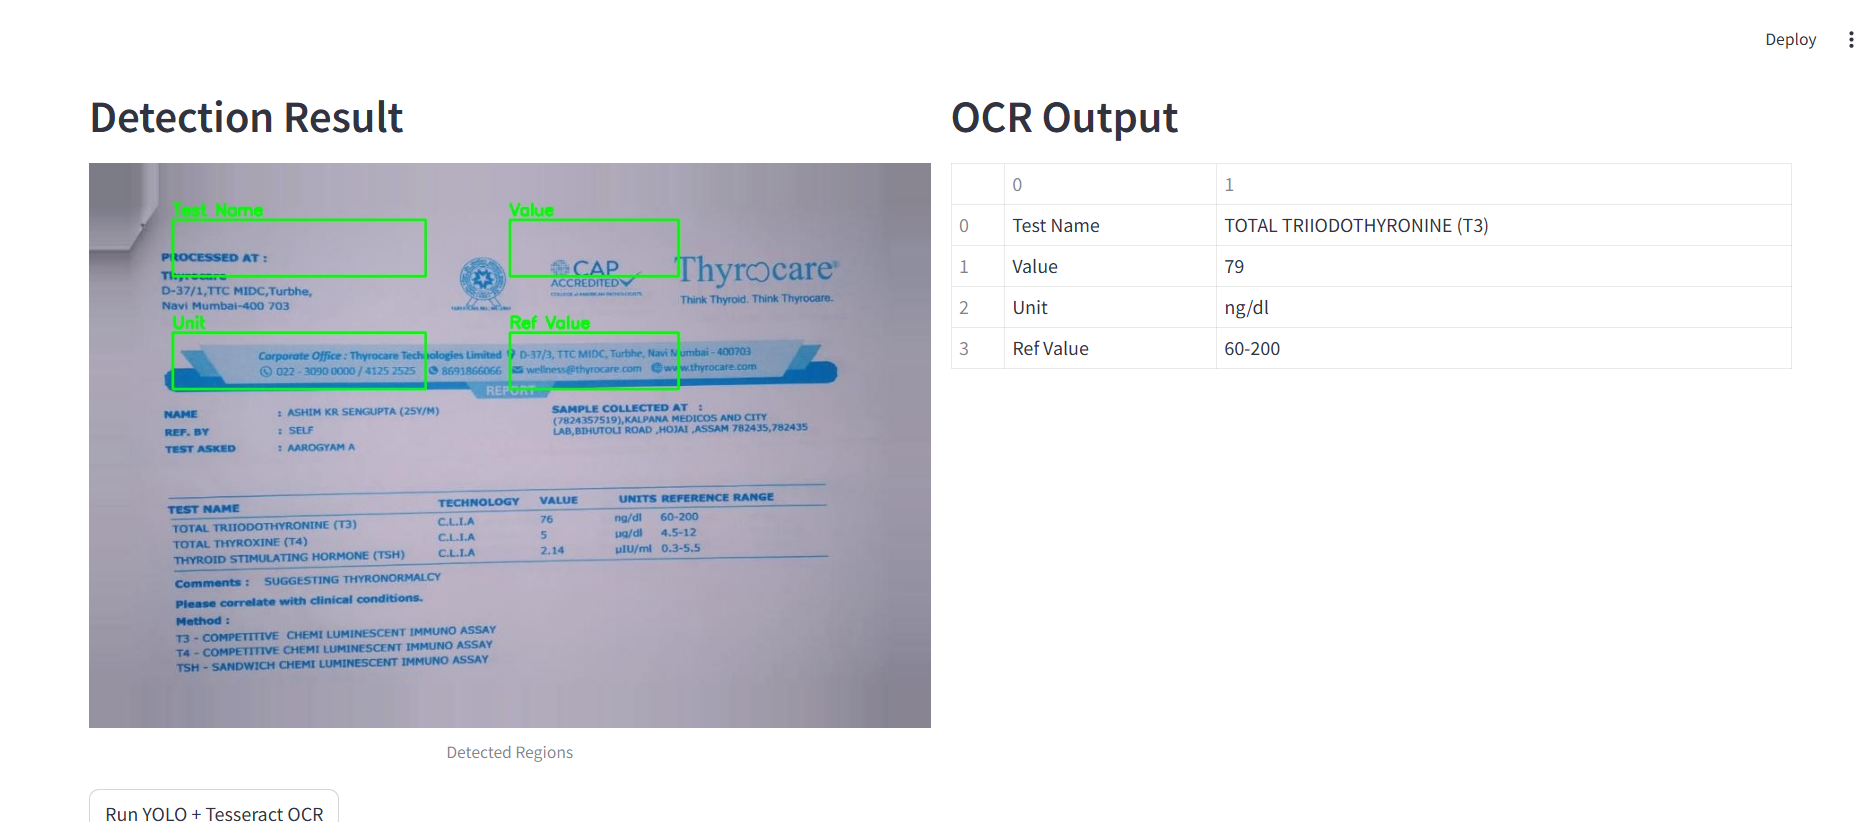 Deploy
Detection Result
OCR Output
Test Name
Value
PROCESSED AT :
Thyrocare
D-37/1,TTC MIDC,Turbhe,
Navi Mumbai-400 703
CAP
ACCREDITED
COLLEGE of AMERICAN PATHOLOGISTS
Thyrocare®
Think Thyroid. Think Thyrocare.
Unit
Ref Value
Corporate Office : Thyrocare Technologies Limited D-37/3, TTC MIDC, Turbhe, Navi Mumbai - 400703
022 - 3090 0000 / 4125 2525 8691866066 wellness@thyrocare.com www.thyrocare.com
REPORT
NAME : ASHIM KR SENGUPTA (25Y/M)
REF. BY : SELF
TEST ASKED : AAROGYAM A
SAMPLE COLLECTED AT :
(7824357519),KALPANA MEDICOS AND CITY
LAB,BIHUTOLI ROAD ,HOJAI ,ASSAM 782435,782435
TEST NAME TECHNOLOGY VALUE UNITS REFERENCE RANGE
TOTAL TRIIODOTHYRONINE (T3) C.L.I.A 76 ng/dl 60-200
TOTAL THYROXINE (T4) C.L.I.A 5 µg/dl 4.5-12
THYROID STIMULATING HORMONE (TSH) C.L.I.A 2.14 µIU/ml 0.3-5.5
Comments : SUGGESTING THYRONORMALCY
Please correlate with clinical conditions.
Method :
T3 - COMPETITIVE CHEMI LUMINESCENT IMMUNO ASSAY
T4 - COMPETITIVE CHEMI LUMINESCENT IMMUNO ASSAY
TSH - SANDWICH CHEMI LUMINESCENT IMMUNO ASSAY
Detected Regions
Run YOLO + Tesseract OCR
0 1
0 Test Name TOTAL TRIIODOTHYRONINE (T3)
1 Value 79
2 Unit ng/dl
3 Ref Value 60-200